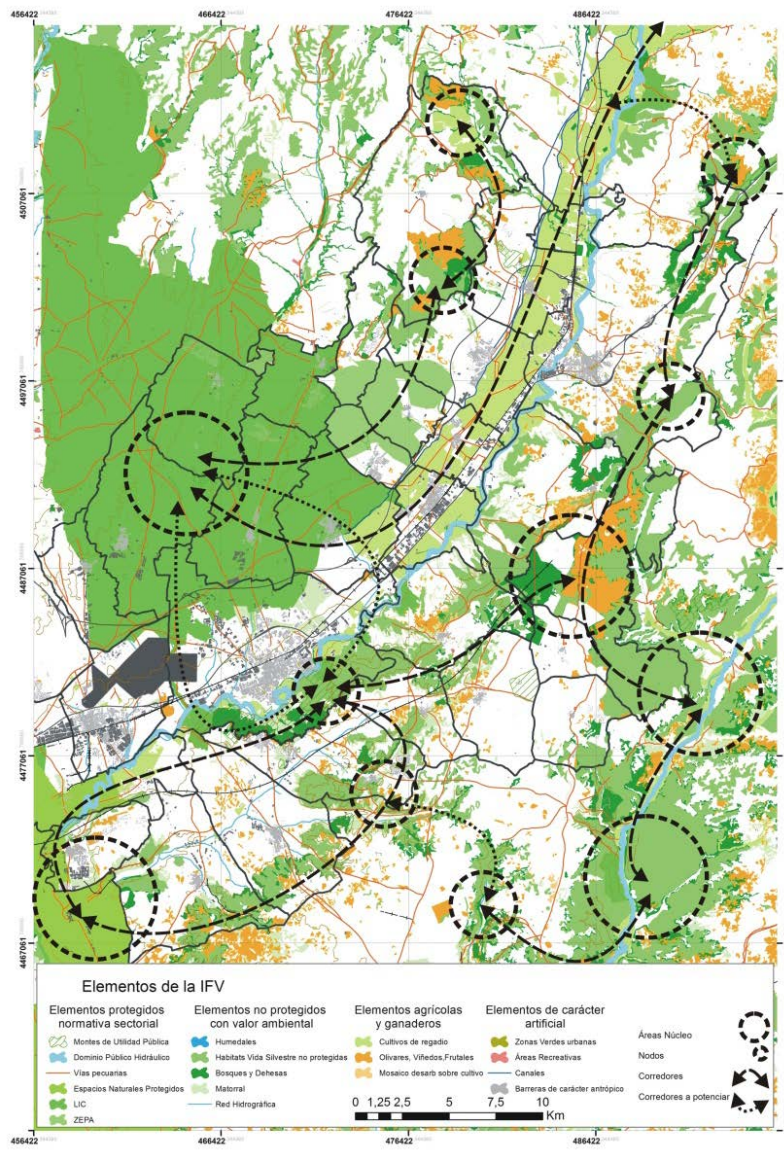 456422 466422 476422 486422
4507061
4497061
4487061
4477061
4467061
Elementos de la IFV
Elementos protegidos
normativa sectorial
Montes de Utilidad Pública
Dominio Público Hidráulico
Vías pecuarias
Espacios Naturales Protegidos
LIC
ZEPA
Elementos no protegidos
con valor ambiental
Humedales
Habitats Vida Silvestre no protegidas
Bosques y Dehesas
Matorral
Red Hidrográfica
Elementos agrícolas
y ganaderos
Cultivos de regadio
Olivares, Viñedos,Frutales
Mosaico desarb sobre cultivo
Elementos de carácter
artificial
Zonas Verdes urbanas
Áreas Recreativas
Canales
Barreras de carácter antrópico
Áreas Núcleo
Nodos
Corredores
Corredores a potenciar
0 1,25 2,5 5 7,5 10
Km
456422 466422 476422 486422